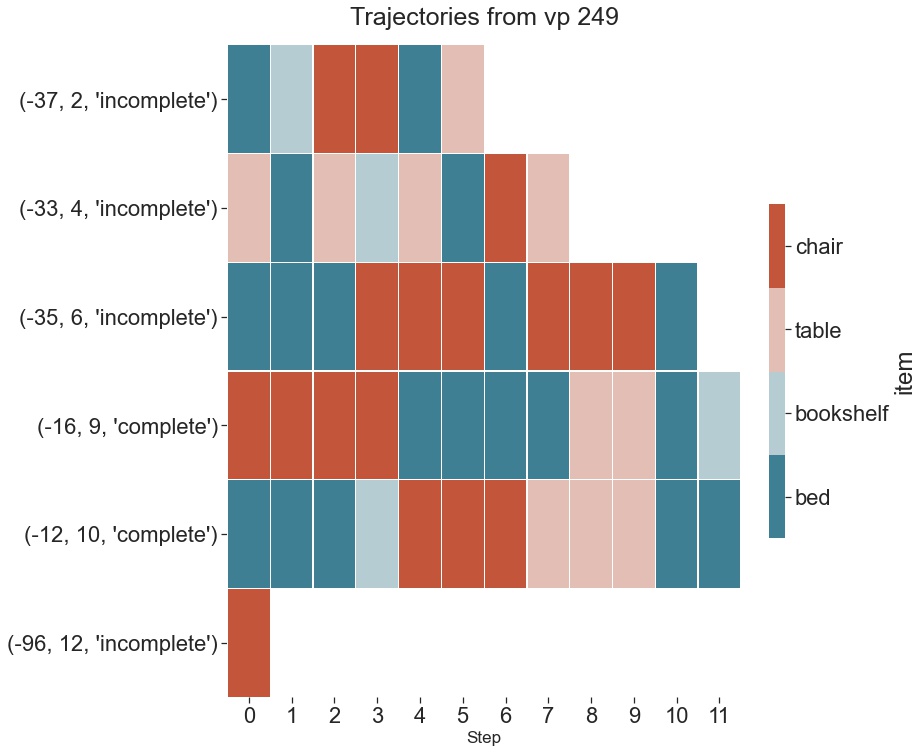 Trajectories from vp 249
(-37, 2, 'incomplete')
(-33, 4, 'incomplete')
(-35, 6, 'incomplete')
(-16, 9, 'complete')
(-12, 10, 'complete')
(-96, 12, 'incomplete')
0 1 2 3 4 5 6 7 8 9 10 11
Step
chair
table
bookshelf
bed
item